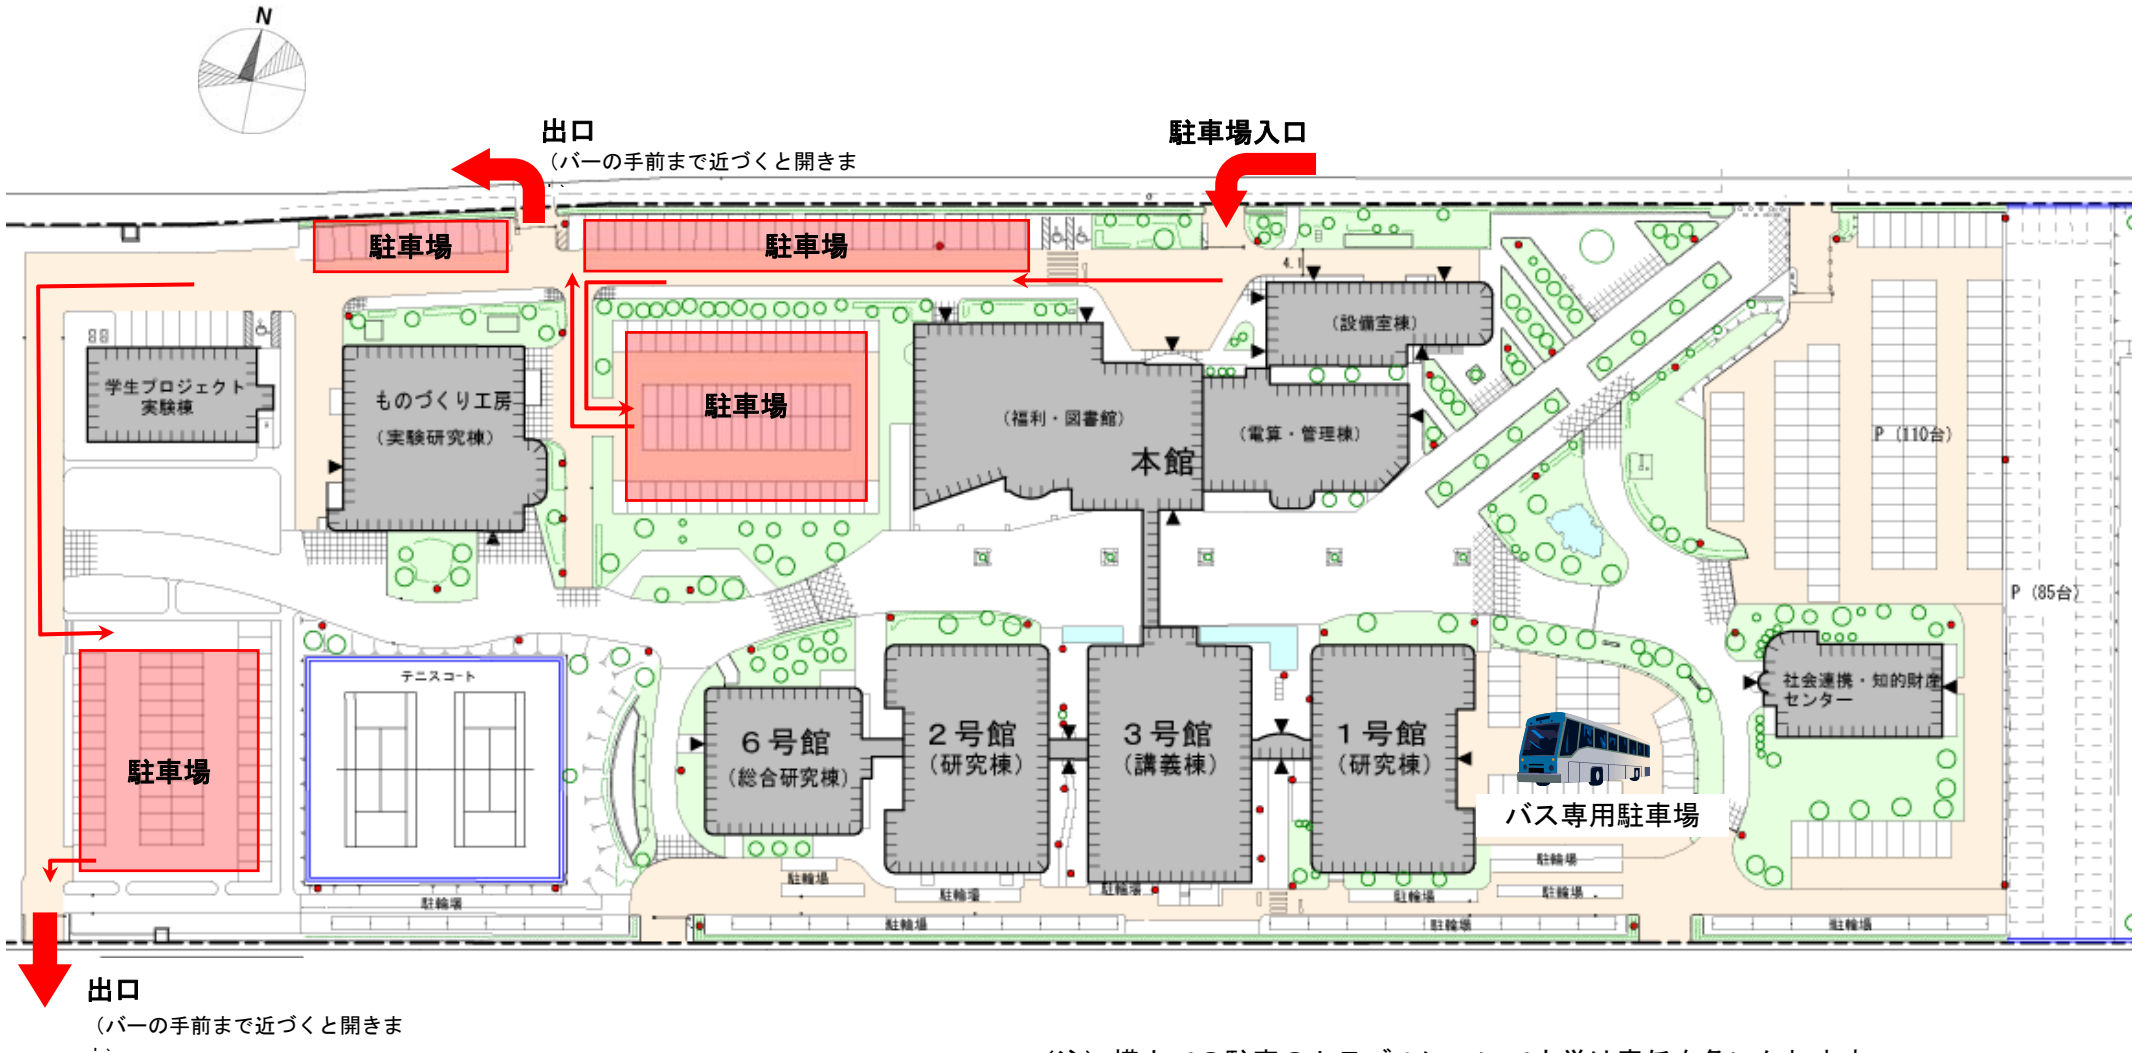 N
出口
（バーの手前まで近づくと開きま
駐車場入口
駐車場
駐車場
4.1
（設備室棟）
学生プロジェクト
実験棟
ものづくり工房
（実験研究棟）
駐車場
（福利・図書館）
（電算・管理棟）
本館
P（110台）
P（85台）
テニスコート
社会連携・知的財産
センター
6号館
（総合研究棟）
2号館
（研究棟）
3号館
（講義棟）
1号館
（研究棟）
駐車場
バス専用駐車場
駐輪場
駐輪場
駐輪場
駐輪場
駐輪場
駐輪場
駐輪場
駐輪場
駐輪場
駐輪場
出口
（バーの手前まで近づくと開きま